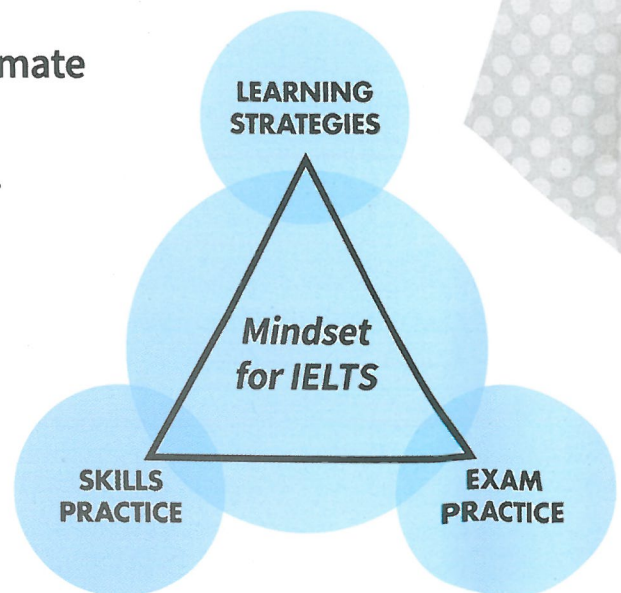 mate
LEARNING
STRATEGIES
Mindset
for IELTS
SKILLS
PRACTICE
EXAM
PRACTICE